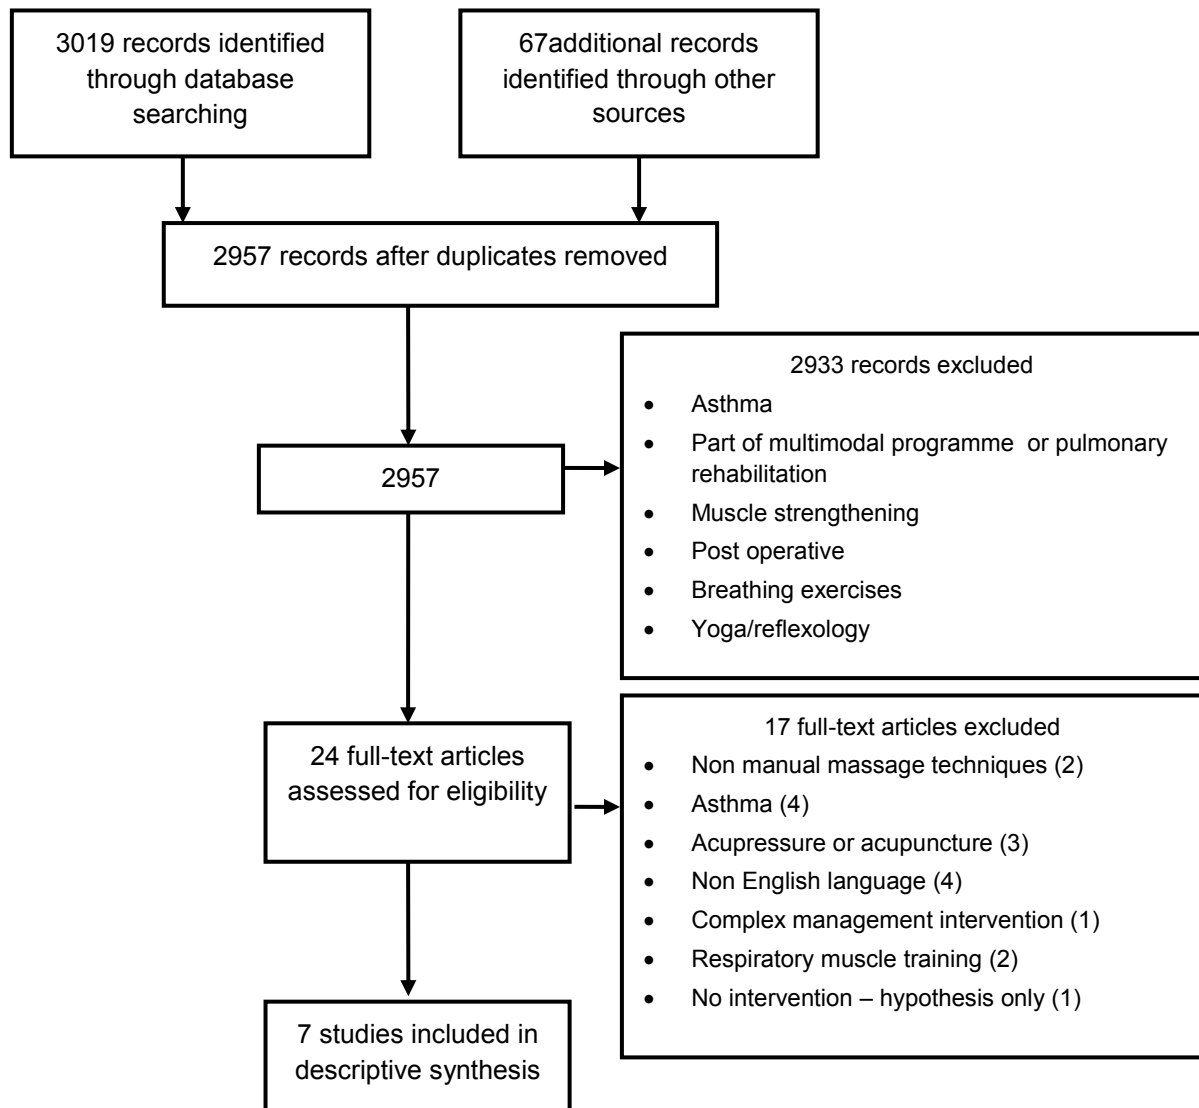 3019 records identified
through database
searching
67additional records
identified through other
sources
2957 records after duplicates removed
2933 records excluded
• Asthma
• Part of multimodal programme or pulmonary
rehabilitation
• Muscle strengthening
• Post operative
• Breathing exercises
• Yoga/reflexology
2957
24 full-text articles
assessed for eligibility
17 full-text articles excluded
• Non manual massage techniques (2)
• Asthma (4)
• Acupressure or acupuncture (3)
• Non English language (4)
• Complex management intervention (1)
• Respiratory muscle training (2)
• No intervention – hypothesis only (1)
7 studies included in
descriptive synthesis